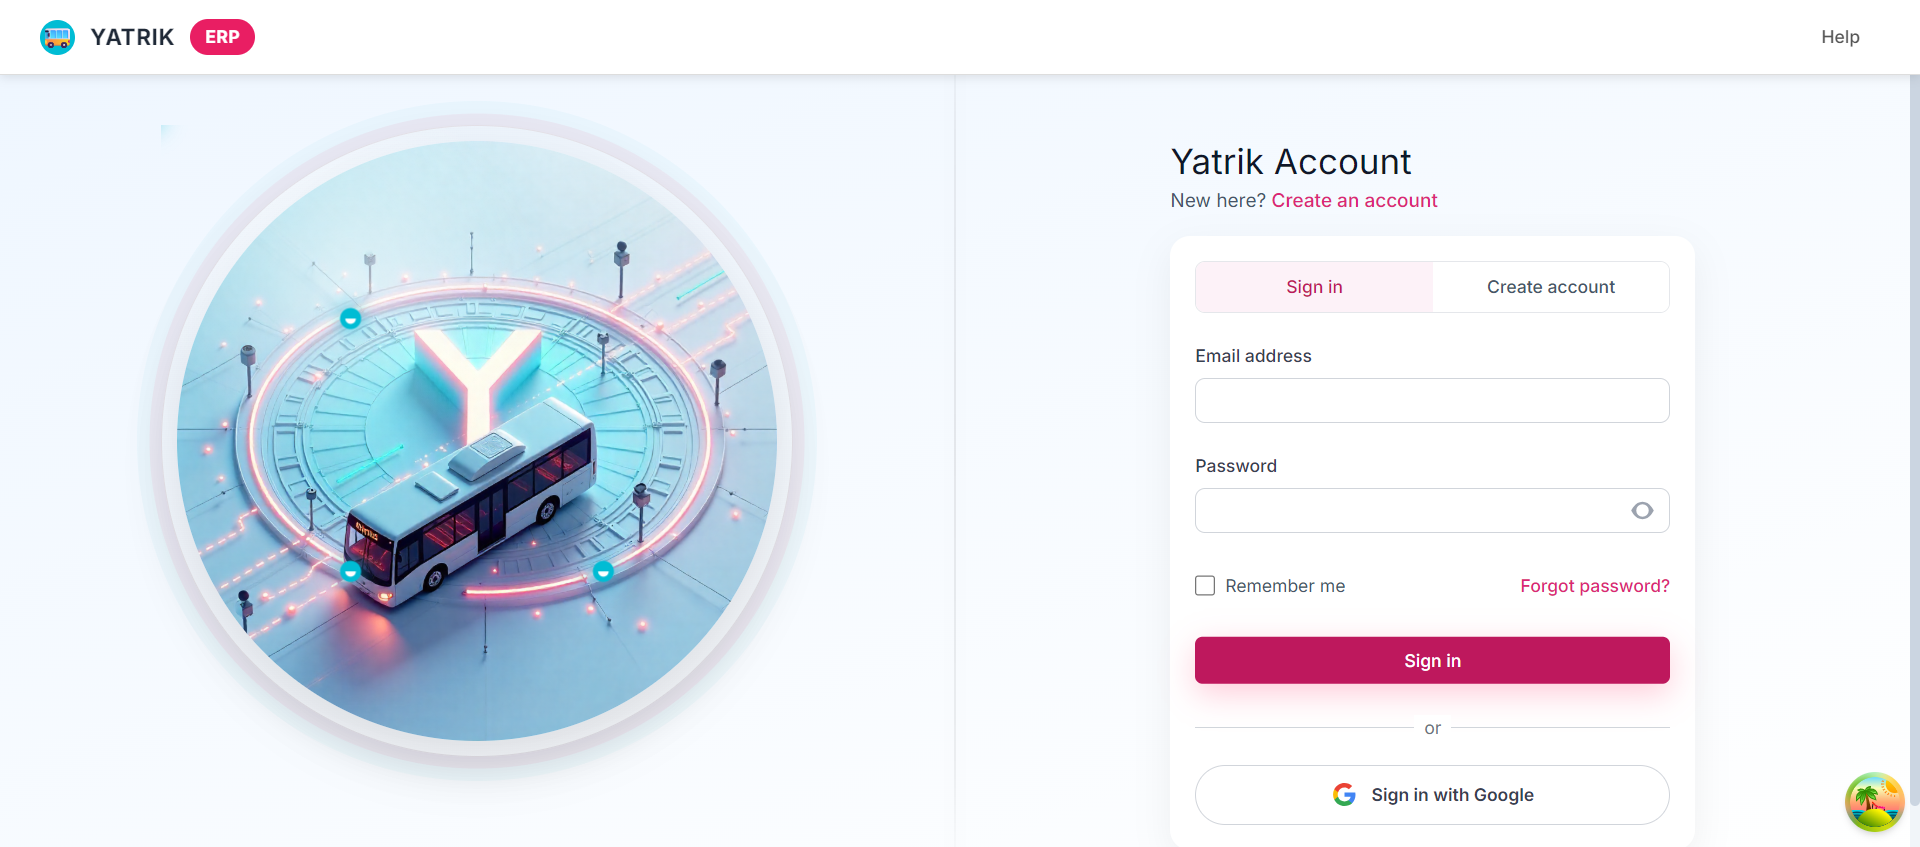 YATRIK ERP
Help
Y
Yatrik Account
New here? Create an account
Sign in
Create account
Email address
Password
Remember me
Forgot password?
Sign in
or
Sign in with Google